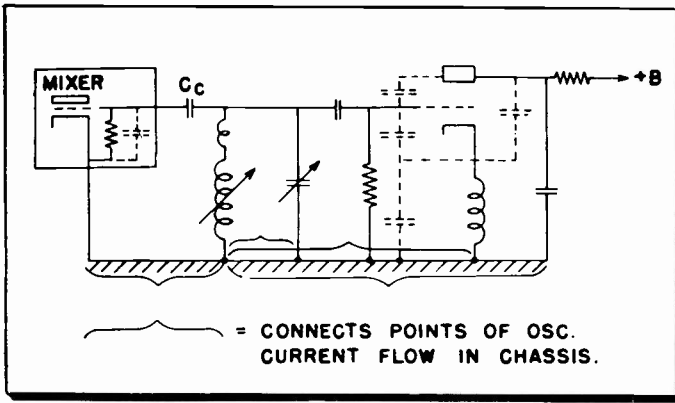 MIXER
Cc
+B
= CONNECTS POINTS OF OSC.
CURRENT FLOW IN CHASSIS.